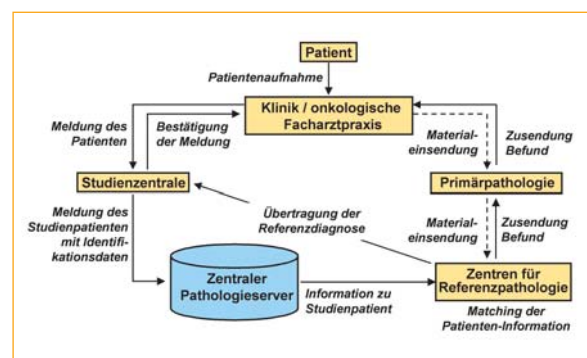 Patient
Patientenaufnahme
Klinik / onkologische
Facharztpraxis
Meldung des
Patienten
Bestätigung
der Meldung
Material-
einsendung
Zusendung
Befund
Studienzentrale
Primärpathologie
Meldung des
Studienpatienten
mit Identifi-
kationsdaten
Übertragung der
Referenzdiagnose
Material-
einsendung
Zusendung
Befund
Zentraler
Pathologieserver
Information zu
Studienpatient
Zentren für
Referenzpathologie
Matching der
Patienten-Information